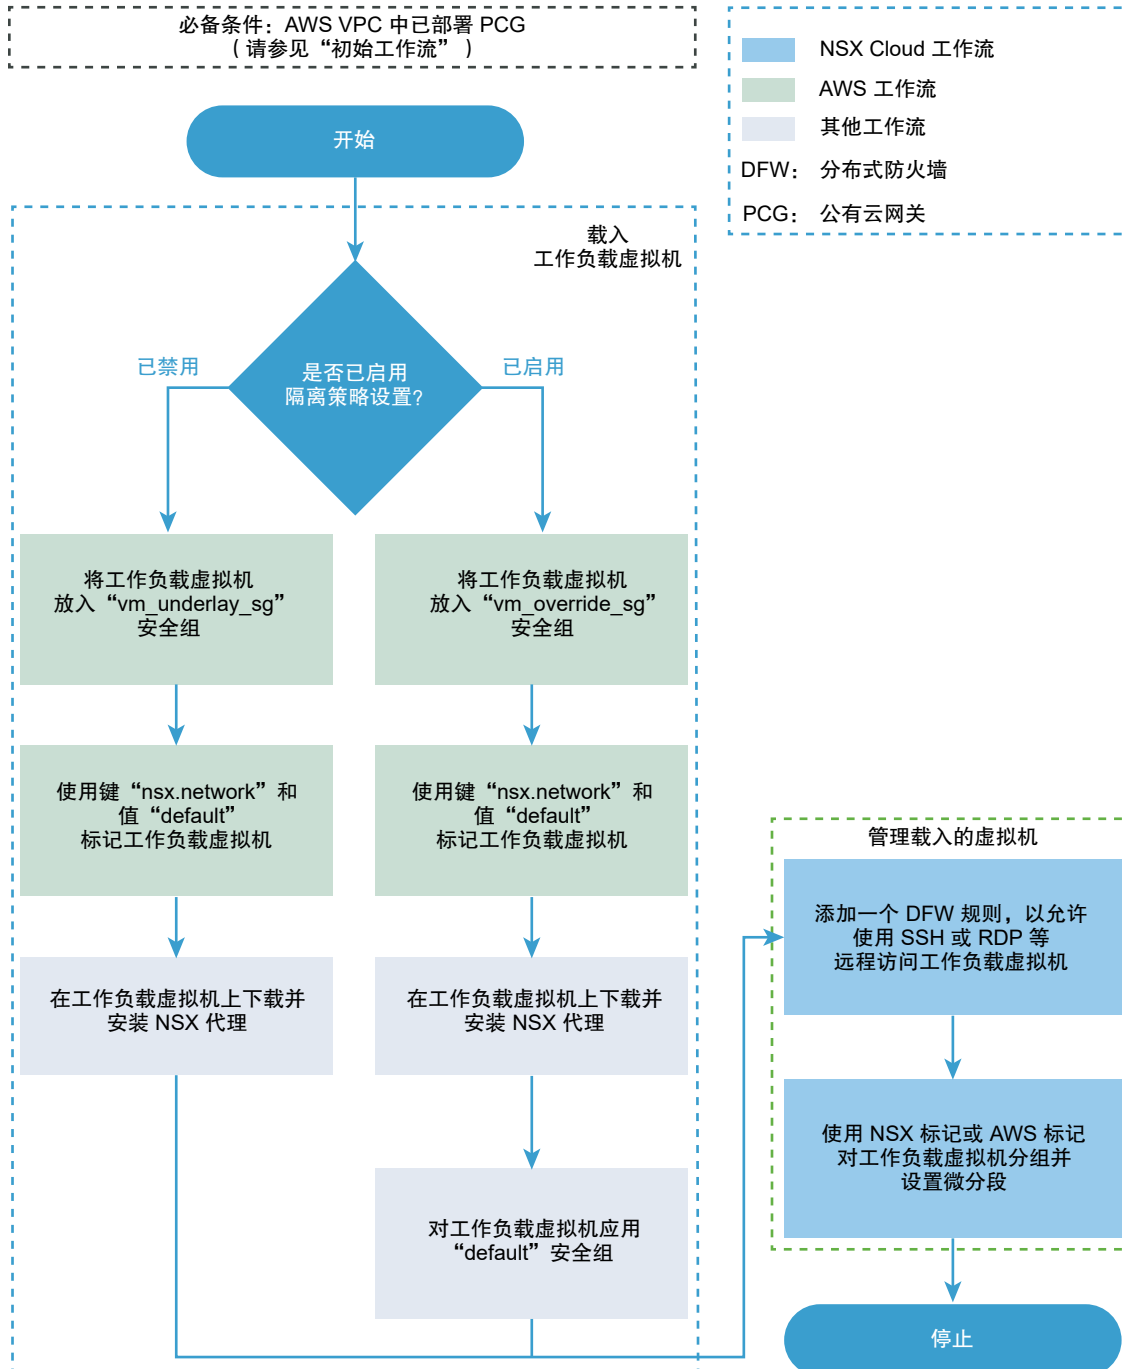 必备条件：AWS VPC 中已部署 PCG
（请参见“初始工作流”）
NSX Cloud 工作流
AWS 工作流
其他工作流
DFW： 分布式防火墙
PCG： 公有云网关
开始
载入
工作负载虚拟机
是否已启用
隔离策略设置？
已禁用
已启用
将工作负载虚拟机
放入“vm_underlay_sg”
安全组
将工作负载虚拟机
放入“vm_override_sg”
安全组
使用键“nsx.network”和
值“default”
标记工作负载虚拟机
使用键“nsx.network”和
值“default”
标记工作负载虚拟机
在工作负载虚拟机上下载并
安装 NSX 代理
在工作负载虚拟机上下载并
安装 NSX 代理
对工作负载虚拟机应用
“default”安全组
管理载入的虚拟机
添加一个 DFW 规则，以允许
使用 SSH 或 RDP 等
远程访问工作负载虚拟机
使用 NSX 标记或 AWS 标记
对工作负载虚拟机分组并
设置微分段
停止